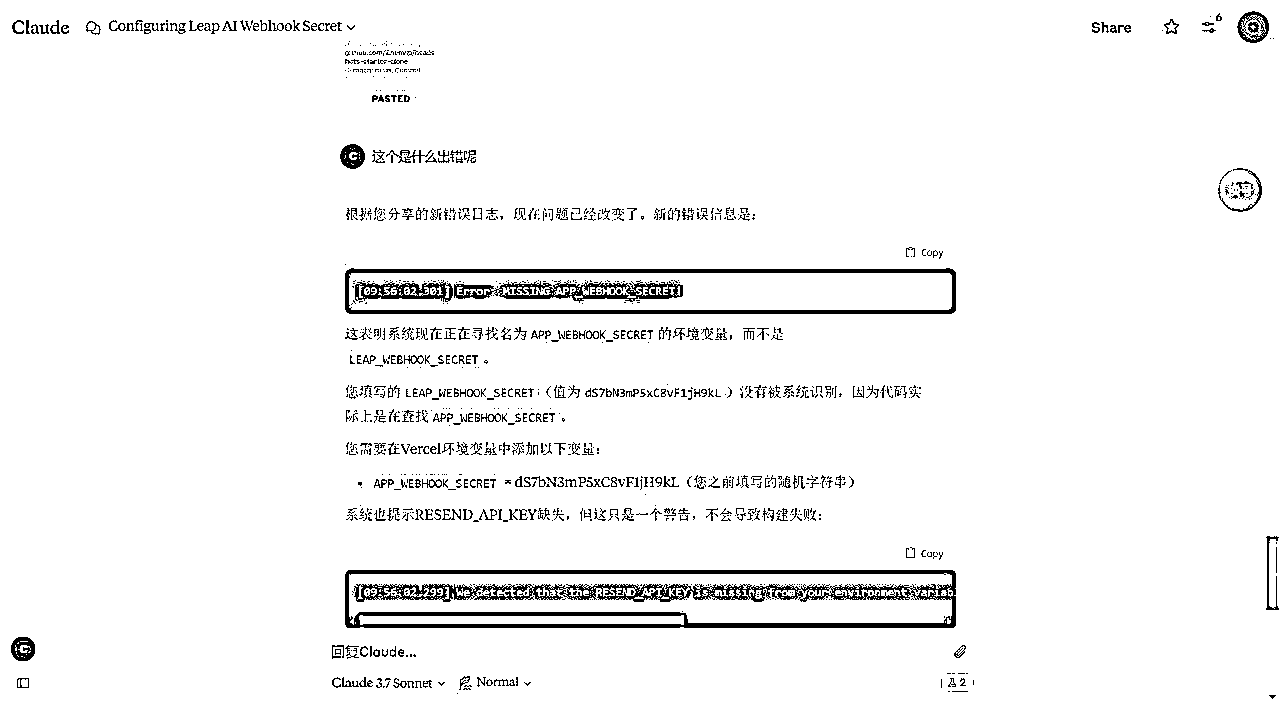 Claude
Configuring Leap AI Webhook Secret
Share
6
PASTED
C 这个是什么出错呢
根据您分享的新错误日志，现在问题已经改变了。新的错误信息是：
Copy
[09:56:02.301] Error: MISSING APP_WEBHOOK_SECRET!
这表明系统现在正在寻找名为 APP_WEBHOOK_SECRET 的环境变量，而不是
LEAP_WEBHOOK_SECRET 。
您填写的 LEAP_WEBHOOK_SECRET （值为 dS7bN3mP5xC8vF1jH9kL ）没有被系统识别，因为代码实
际上是在查找 APP_WEBHOOK_SECRET 。
您需要在Vercel环境变量中添加以下变量：
• APP_WEBHOOK_SECRET = dS7bN3mP5xC8vF1jH9kL（您之前填写的随机字符串）
系统也提示RESEND_API_KEY缺失，但这只是一个警告，不会导致构建失败：
Copy
[09:56:02.299] We detected that the RESEND_API_KEY is missing from your environment variab
回复Claude...
C
Claude 3.7 Sonnet
Normal
2